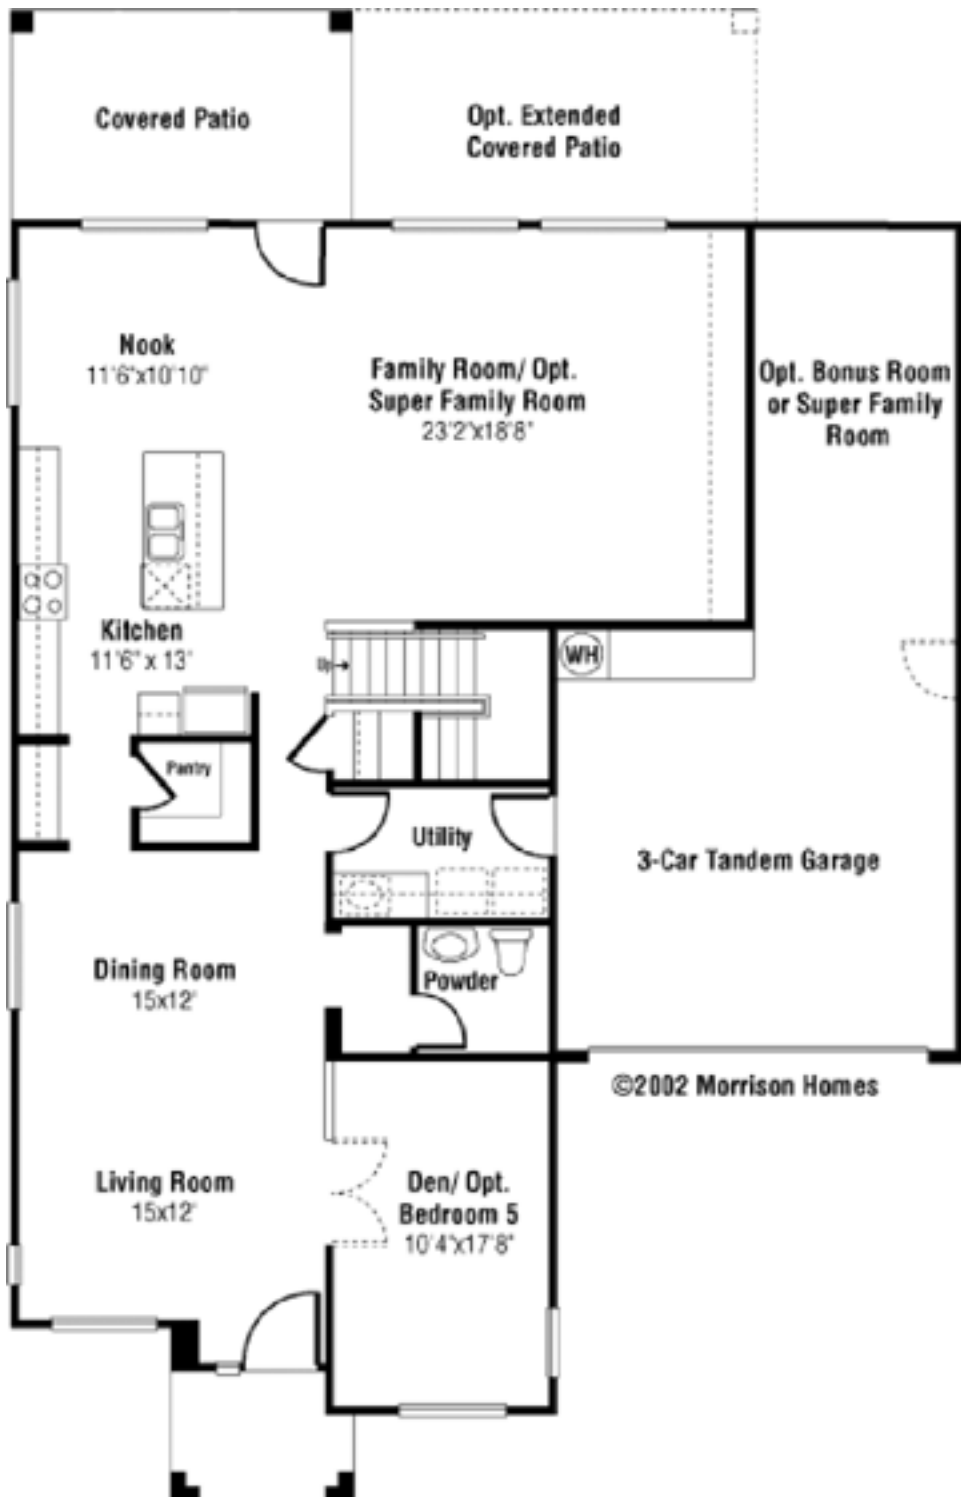 Covered Patio
Opt. Extended
Covered Patio
Nook
11'6"x10'10"
Family Room/ Opt.
Super Family Room
23'2"x18'8"
Opt. Bonus Room
or Super Family
Room
Kitchen
11'6" x 13'
Up
WH
Pantry
Utility
3-Car Tandem Garage
Dining Room
15x12'
Powder
©2002 Morrison Homes
Living Room
15x12'
Den/ Opt.
Bedroom 5
10'4"x17'8"